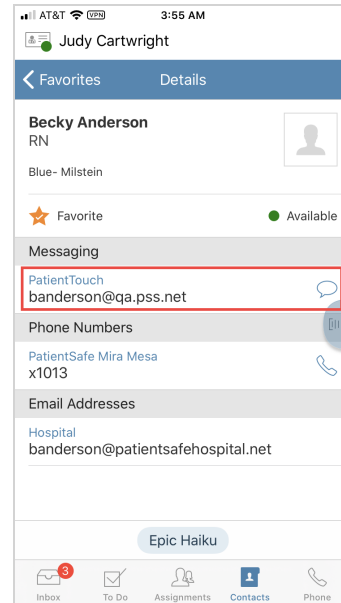 AT&T VPN 3:55 AM
Judy Cartwright
Favorites Details
Becky Anderson
RN
Blue- Milstein
Favorite Available
Messaging
PatientTouch
banderson@qa.pss.net
Phone Numbers
PatientSafe Mira Mesa
x1013
Email Addresses
Hospital
banderson@patientsafehospital.net
Epic Haiku
3
Inbox To Do Assignments Contacts Phone